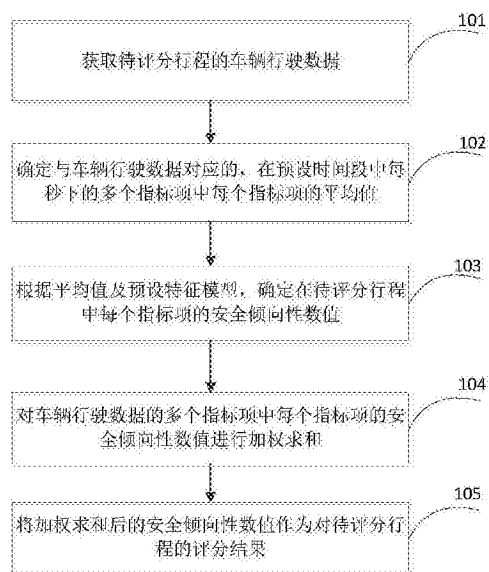 101
获取待评分行程的车辆行驶数据
102
确定与车辆行驶数据对应的，在预设时间段中每
秒下的多个指标项中每个指标项的平均值
103
根据平均值及预设特征模型，确定在待评分行程
中每个指标项的安全倾向性数值
104
对车辆行驶数据的多个指标项中每个指标项的安
全倾向性数值进行加权求和
105
将加权求和后的安全倾向性数值作为对待评分行
程的评分结果